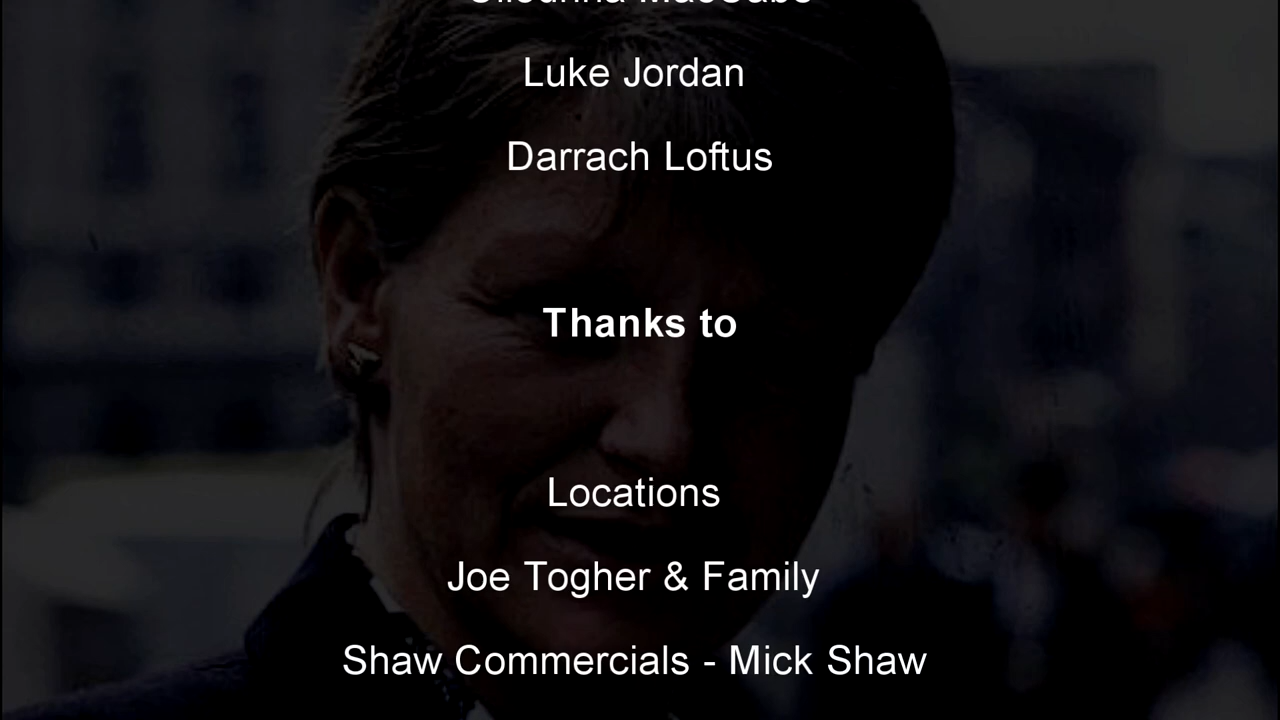 Luke Jordan
Darrach Loftus
Thanks to
Locations
Joe Togher & Family
Shaw Commercials - Mick Shaw